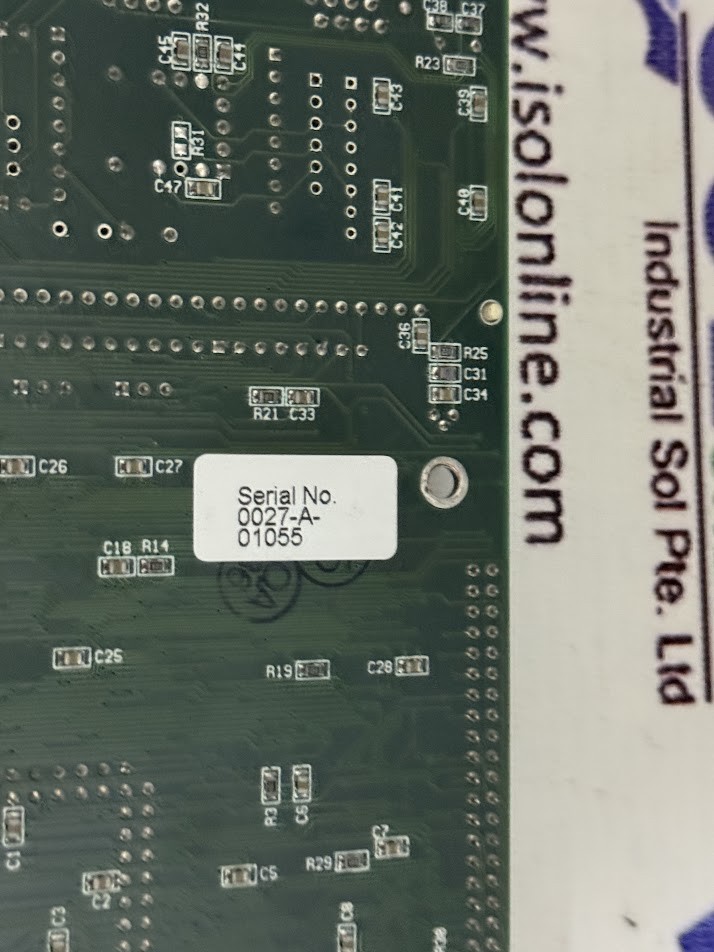 C38
C37
R32
C45
C44
R23
C43
C39
R31
C47
C41
C40
C42
C36
R25
C31
C34
R21
C33
C26
C27
Serial No.
0027-A-
01055
C18
R14
QA
C25
R19
C28
R3
C6
C1
C7
R29
C5
C2
C3
C8
www.isolonline.com
Industrial Sol Pte. Ltd